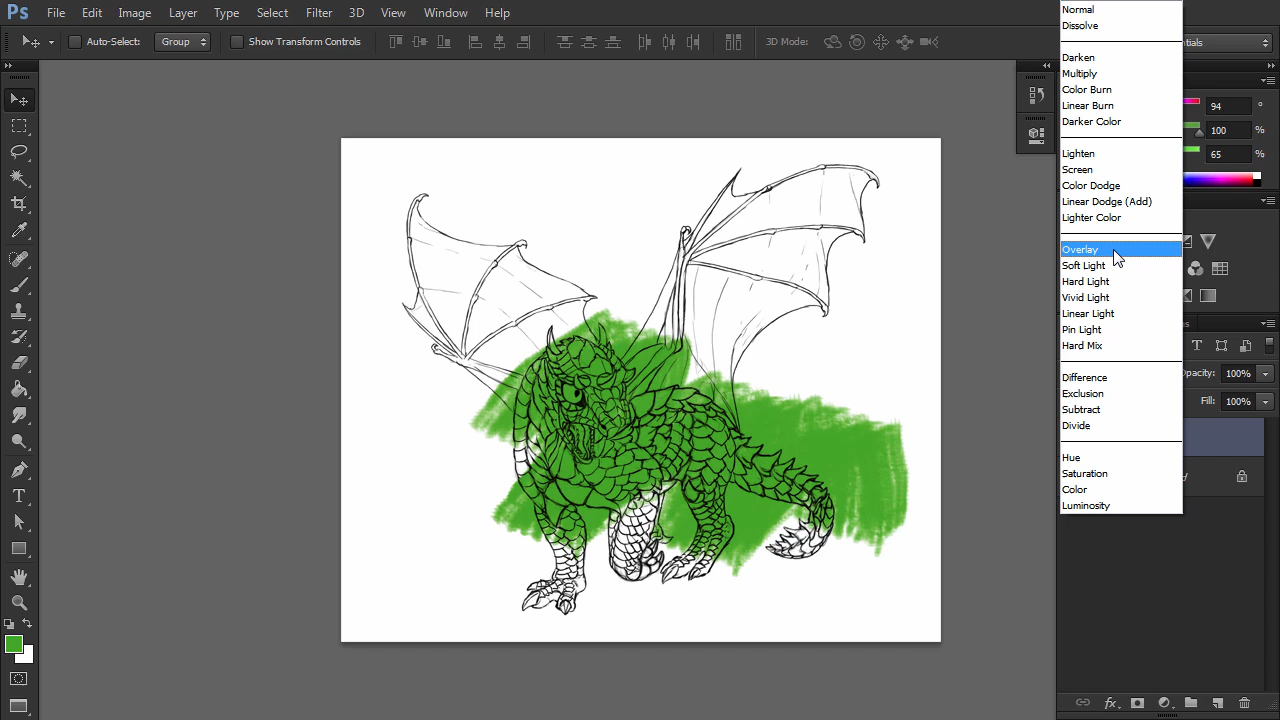 Ps File Edit Image Layer Type Select Filter 3D View Window Help
Auto-Select: Group Show Transform Contro 3D Mode: ntials
Normal
Dissolve
Darken
Multiply
Color Burn
Linear Burn
Darker Color
Lighten
Screen
Color Dodge
Linear Dodge (Add)
Lighter Color
Overlay
Soft Light
Hard Light
Vivid Light
Linear Light
Pin Light
Hard Mix
Difference
Exclusion
Subtract
Divide
Hue
Saturation
Color
Luminosity
94 °
100 %
65 %
Opacity: 100%
Fill: 100%
T
fx